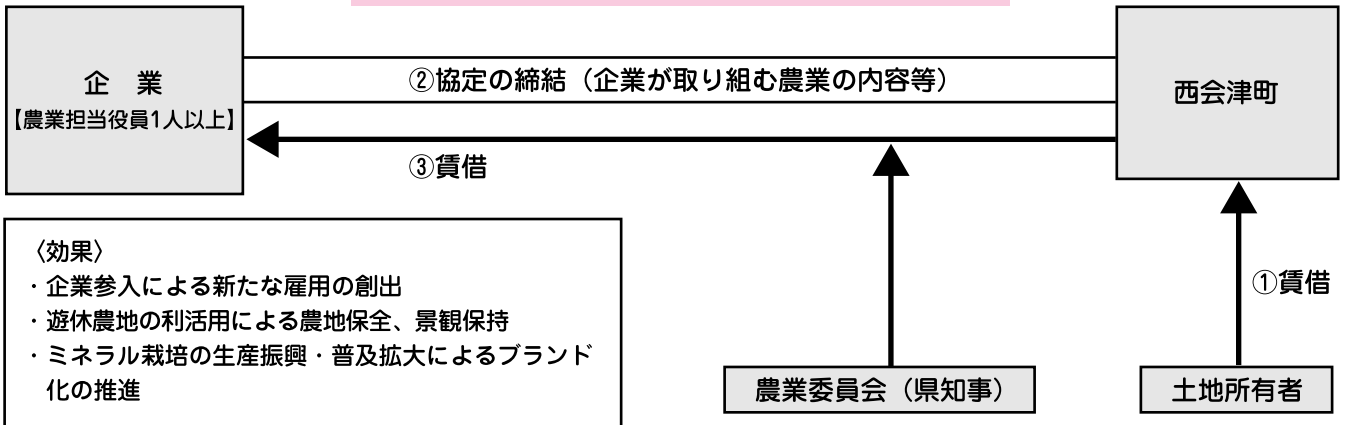 企　業
【農業担当役員1人以上】
②協定の締結（企業が取り組む農業の内容等）
西会津町
③賃借
①賃借
〈効果〉
・企業参入による新たな雇用の創出
・遊休農地の利活用による農地保全、景観保持
・ミネラル栽培の生産振興・普及拡大によるブランド
化の推進
農業委員会（県知事）
土地所有者